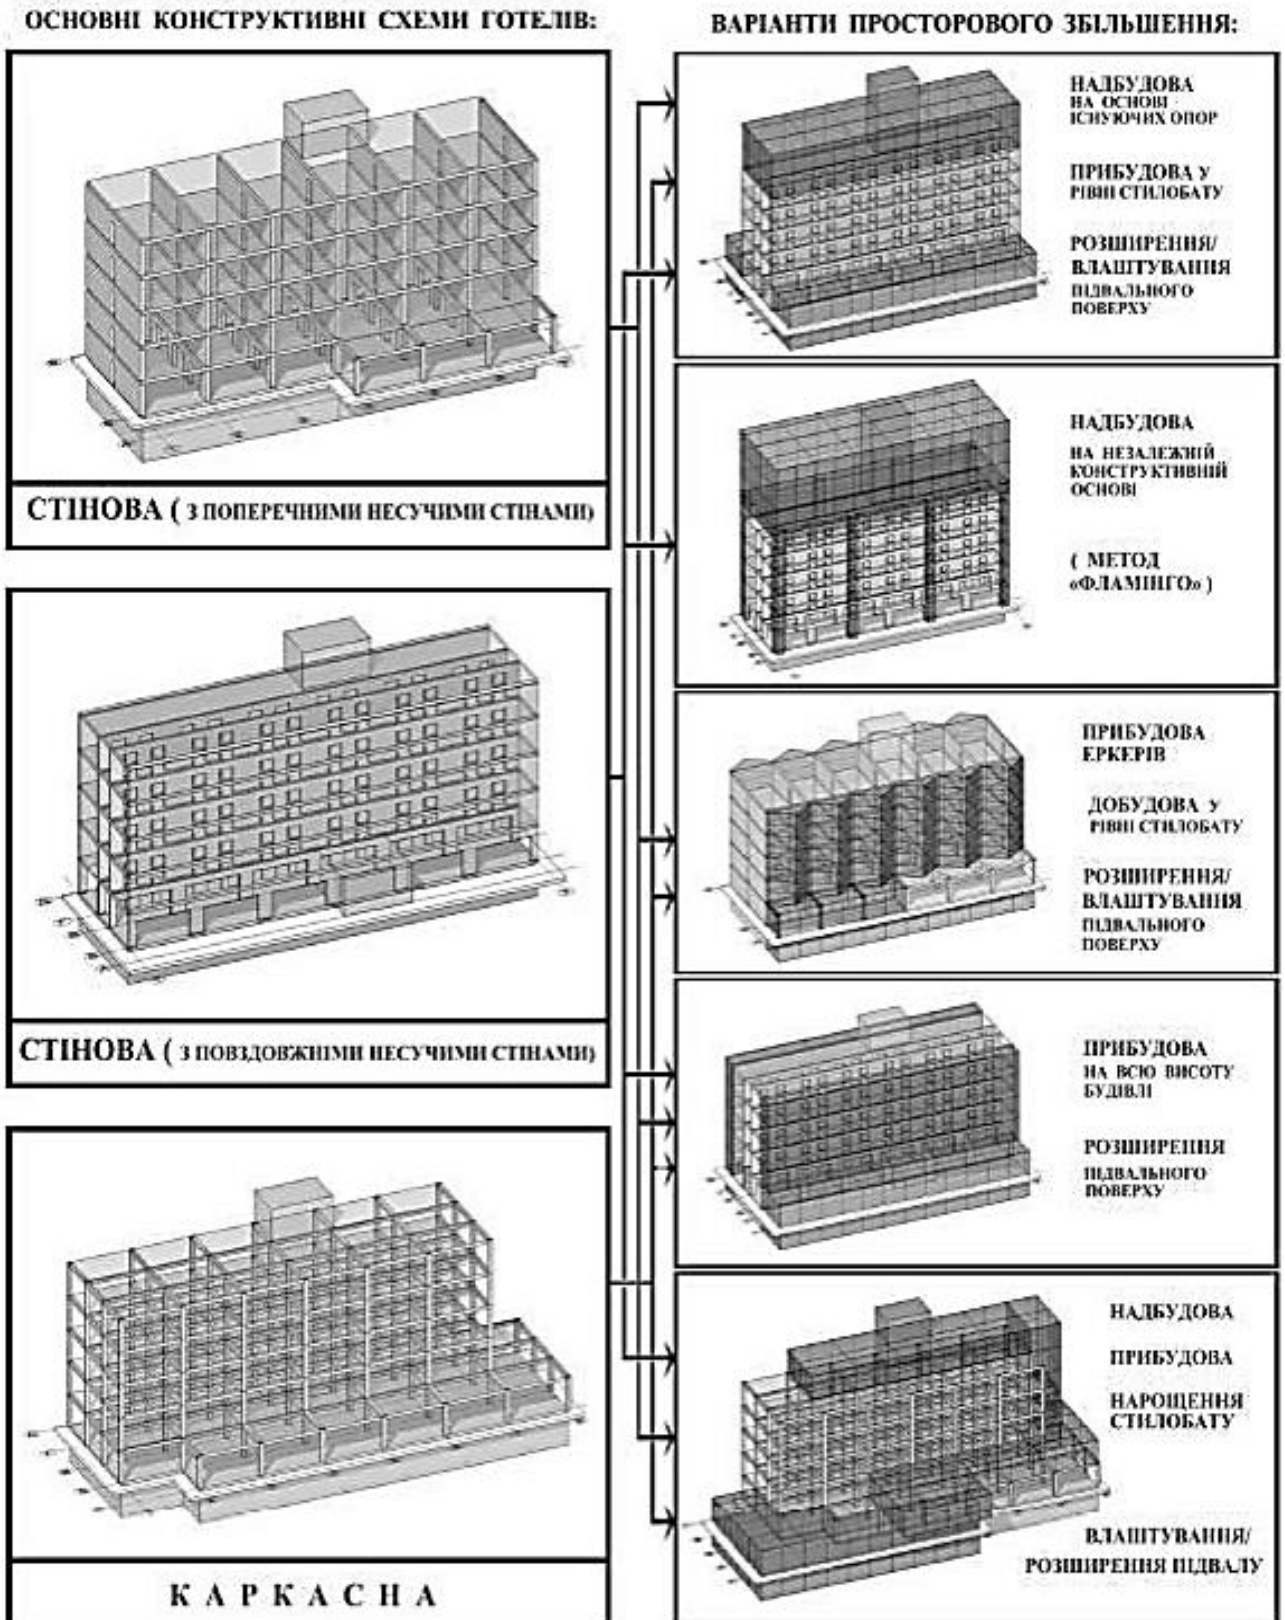 ОСНОВНІ КОНСТРУКТИВНІ СХЕМИ ГОТЕЛІВ:
СТІНОВА ( З ПОПЕРЕЧНИМИ НЕСУЧИМИ СТІНАМИ)
СТІНОВА ( З ПОВЗДОВЖНІМИ НЕСУЧИМИ СТІНАМИ)
КАРКАСНА
ВАРІАНТИ ПРОСТОРОВОГО ЗБІЛЬШЕННЯ:
НАДБУДОВА
НА ОСНОВІ
ІСНУЮЧИХ ОПОР
ПРИБУДОВА У
РІВНІ СТИЛОБАТУ
РОЗШИРЕННЯ/
ВЛАШТУВАННЯ
ПІДВАЛЬНОГО
ПОВЕРХУ
НАДБУДОВА
НА НЕЗАЛЕЖНІЙ
КОНСТРУКТИВНІЙ
ОСНОВІ
( МЕТОД
«ФЛАМІНГО» )
ПРИБУДОВА
ЕРКЕРІВ
ДОБУДОВА У
РІВНІ СТИЛОБАТУ
РОЗШИРЕННЯ/
ВЛАШТУВАННЯ
ПІДВАЛЬНОГО
ПОВЕРХУ
ПРИБУДОВА
НА ВСЮ ВИСОТУ
БУДІВЛІ
РОЗШИРЕННЯ
ПІДВАЛЬНОГО
ПОВЕРХУ
НАДБУДОВА
ПРИБУДОВА
НАРОЩЕННЯ
СТИЛОБАТУ
ВЛАШТУВАННЯ/
РОЗШИРЕННЯ ПІДВАЛУ